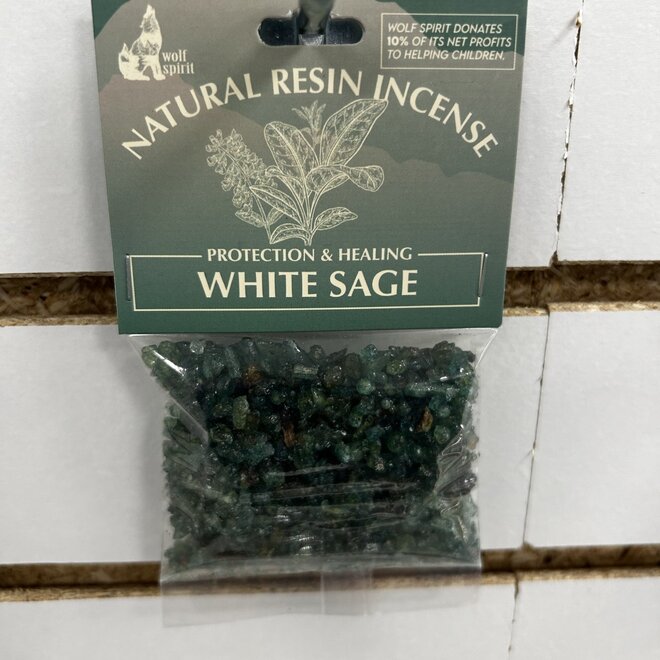 wolf
spirit
WOLF SPIRIT DONATES
10% OF ITS NET PROFITS
TO HELPING CHILDREN.
NATURAL RESIN INCENSE
PROTECTION & HEALING
WHITE SAGE